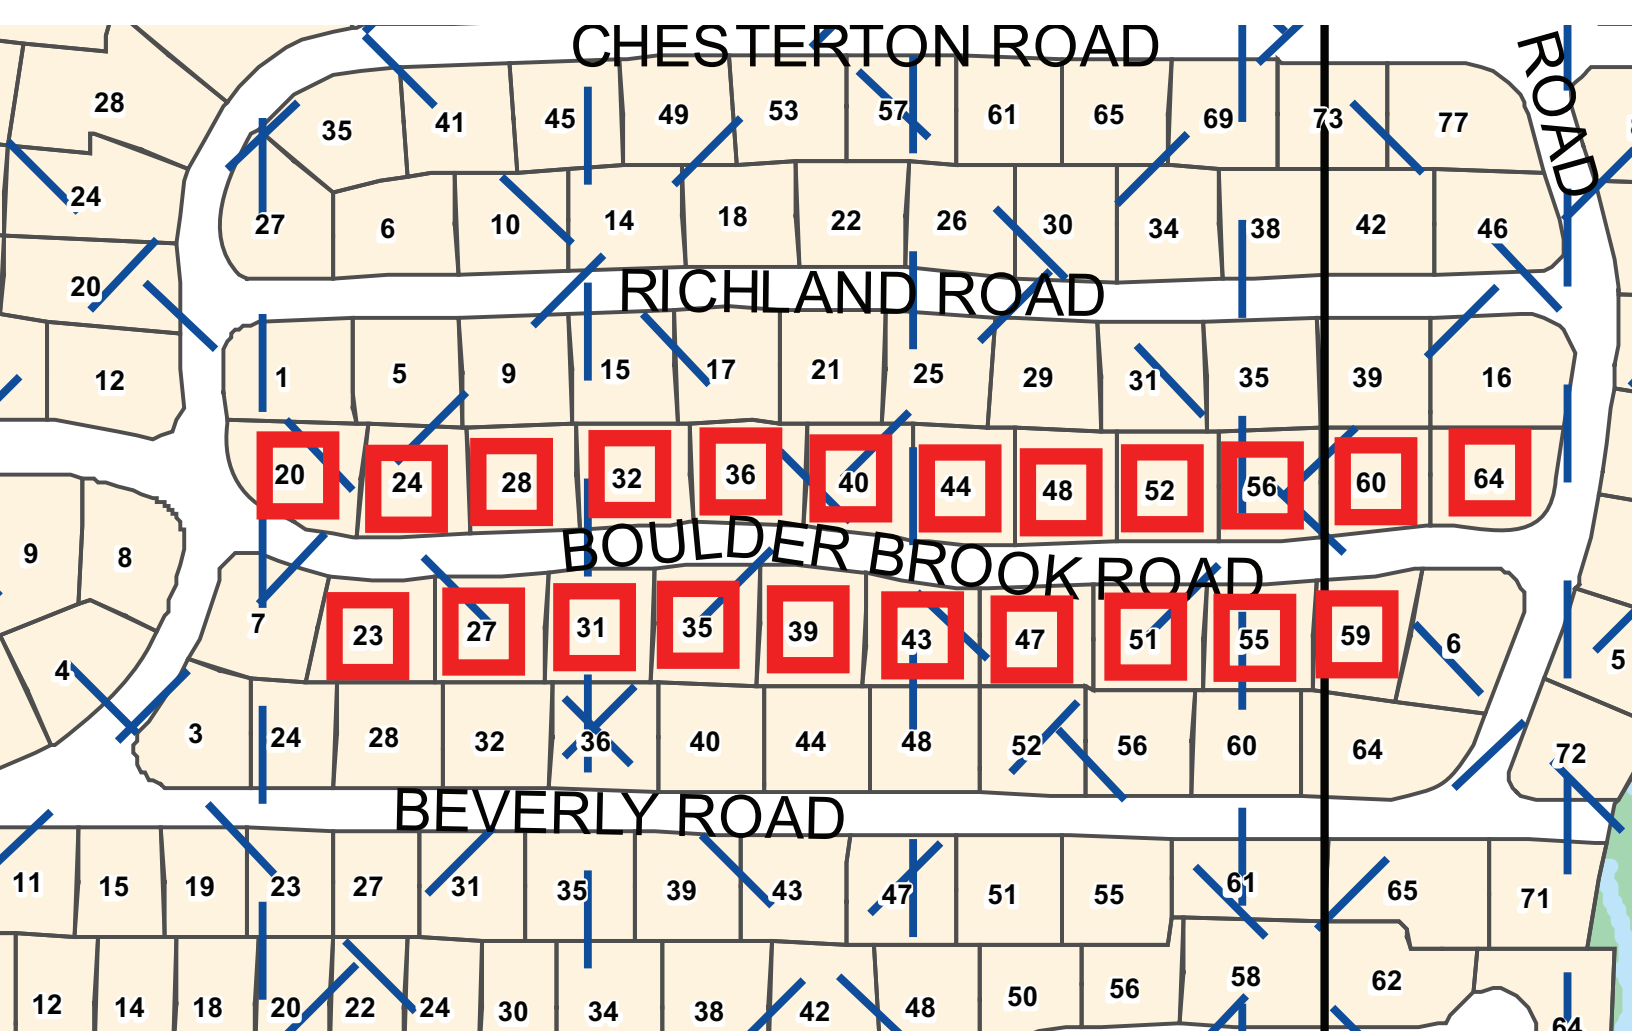 CHESTERTON ROAD
ROAD
28 35 41 45 49 53 57 61 65 69 73 77
24 27 6 10 14 18 22 26 30 34 38 42 46
20
RICHLAND ROAD
12 1 5 9 15 17 21 25 29 31 35 39 16
20 24 28 32 36 40 44 48 52 56 60 64
BOULDER BROOK ROAD
9 8 7 23 27 31 35 39 43 47 51 55 59 6 5
4
3 24 28 32 36 40 44 48 52 56 60 64 72
BEVERLY ROAD
11 15 19 23 27 31 35 39 43 47 51 55 61 65 71
12 14 18 20 22 24 30 34 38 42 48 50 56 58 62 64